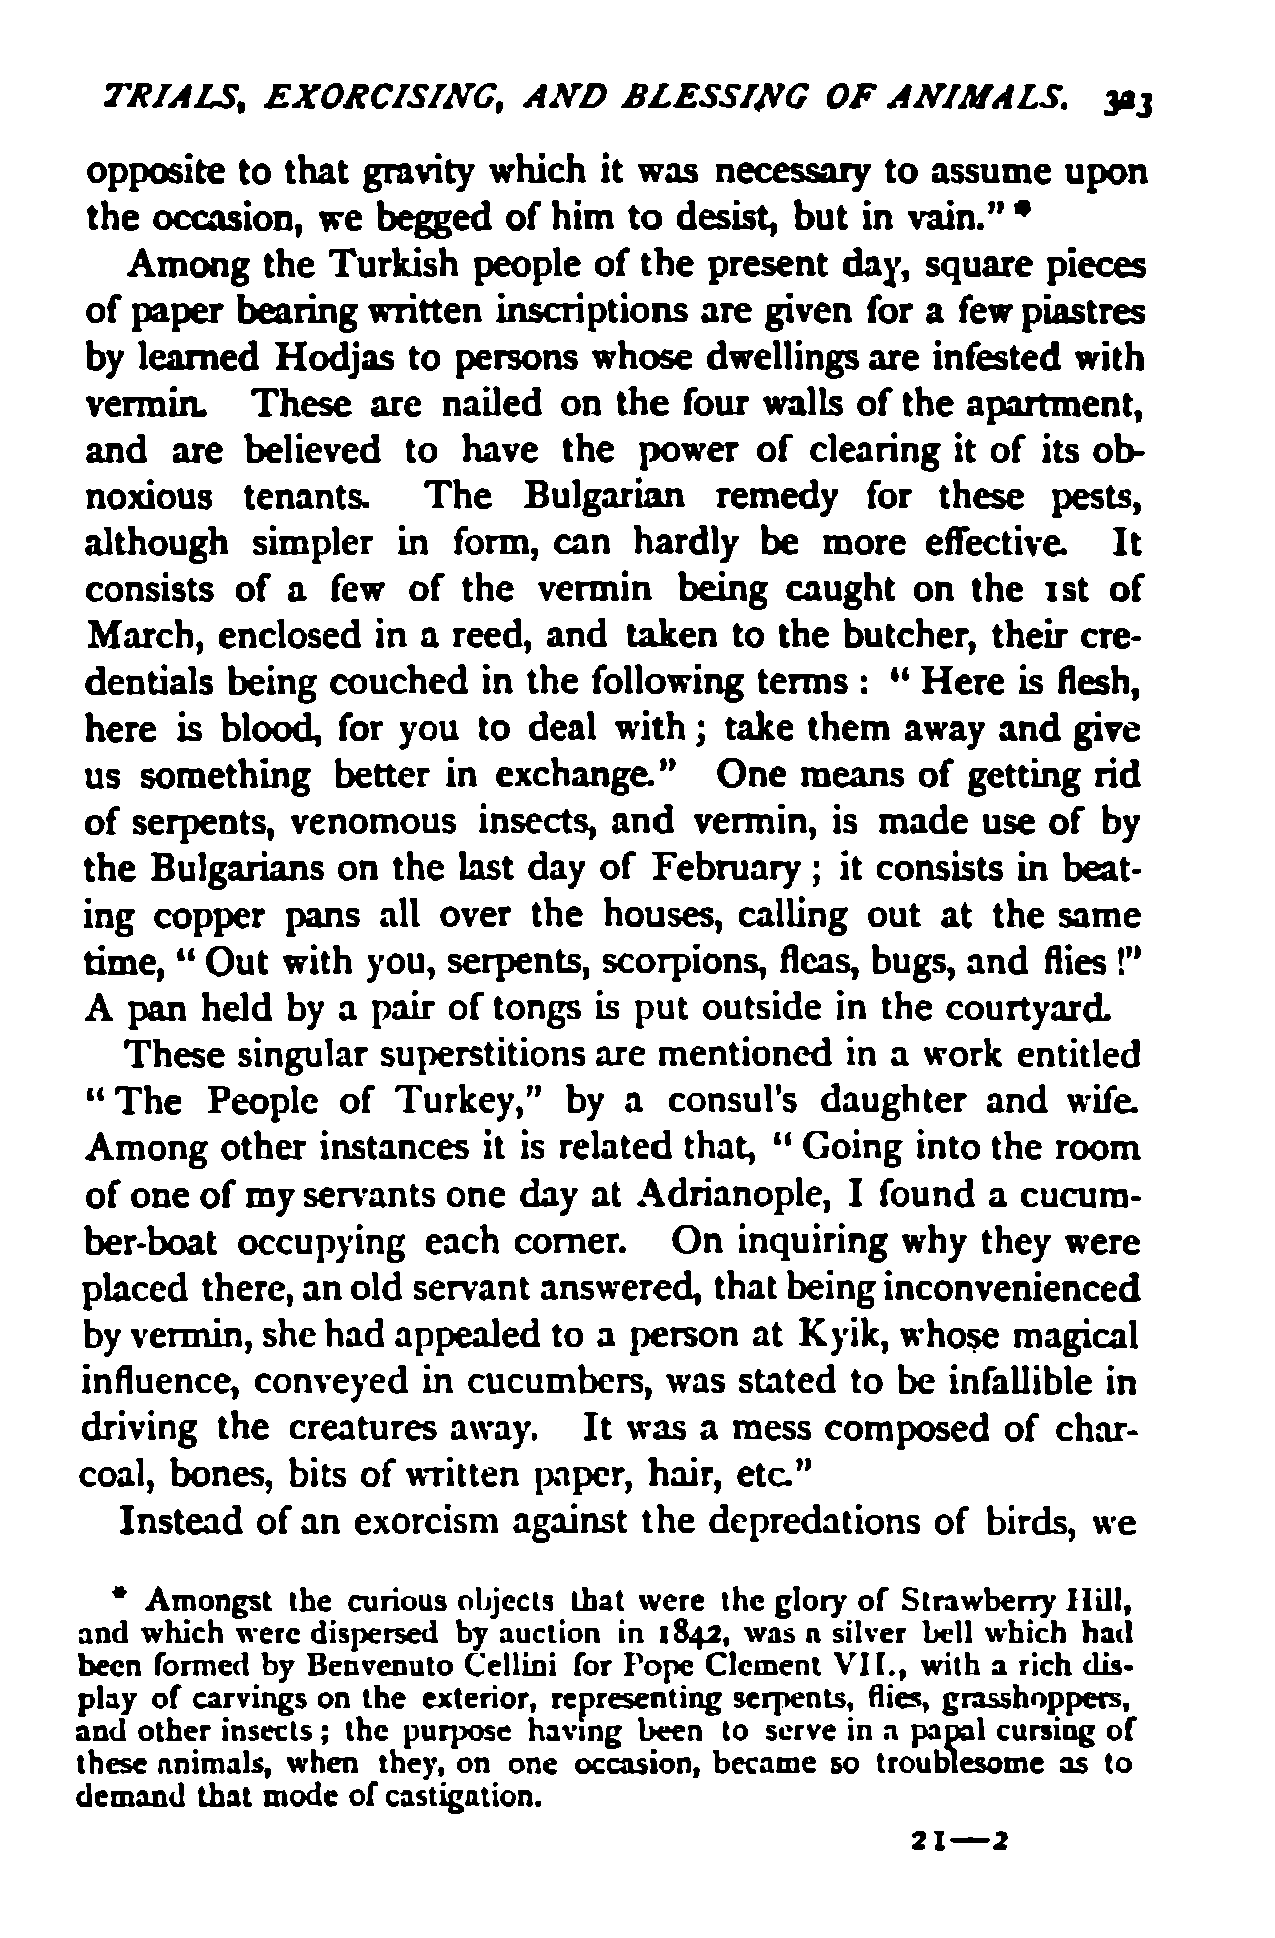 TRIALS, EXORCISING, AND BLESSING OF ANIMALS. 323
opposite to that gravity which it was necessary to assume upon
the occasion, we begged of him to desist, but in vain." *
Among the Turkish people of the present day, square pieces
of paper bearing written inscriptions are given for a few piastres
by learned Hodjas to persons whose dwellings are infested with
vermin. These are nailed on the four walls of the apartment,
and are believed to have the power of clearing it of its ob-
noxious tenants. The Bulgarian remedy for these pests,
although simpler in form, can hardly be more effective. It
consists of a few of the vermin being caught on the 1st of
March, enclosed in a reed, and taken to the butcher, their cre-
dentials being couched in the following terms : " Here is flesh,
here is blood, for you to deal with ; take them away and give
us something better in exchange." One means of getting rid
of serpents, venomous insects, and vermin, is made use of by
the Bulgarians on the last day of February ; it consists in beat-
ing copper pans all over the houses, calling out at the same
time, " Out with you, serpents, scorpions, fleas, bugs, and flies !"
A pan held by a pair of tongs is put outside in the courtyard.
These singular superstitions are mentioned in a work entitled
" The People of Turkey," by a consul's daughter and wife.
Among other instances it is related that, " Going into the room
of one of my servants one day at Adrianople, I found a cucum-
ber-boat occupying each corner. On inquiring why they were
placed there, an old servant answered, that being inconvenienced
by vermin, she had appealed to a person at Kyik, whose magical
influence, conveyed in cucumbers, was stated to be infallible in
driving the creatures away. It was a mess composed of char-
coal, bones, bits of written paper, hair, etc."
Instead of an exorcism against the depredations of birds, we
* Amongst the curious objects that were the glory of Strawberry Hill,
and which were dispersed by auction in 1842, was a silver bell which had
been formed by Benvenuto Cellini for Pope Clement VII., with a rich dis-
play of carvings on the exterior, representing serpents, flies, grasshoppers,
and other insects ; the purpose having been to serve in a papal cursing of
these animals, when they, on one occasion, became so troublesome as to
demand that mode of castigation.
21—2